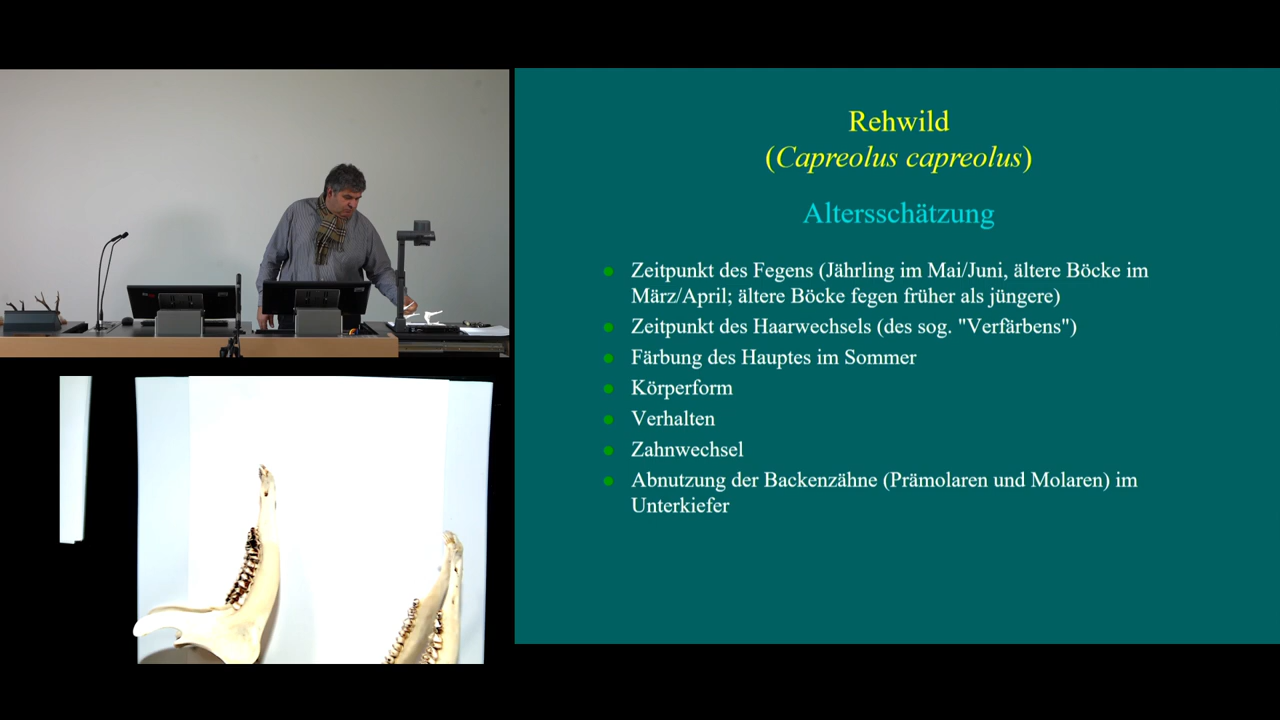 Rehwild
(Capreolus capreolus)
Altersschätzung
Zeitpunkt des Fegens (Jährling im Mai/Juni, ältere Böcke im
März/April; ältere Böcke fegen früher als jüngere)
Zeitpunkt des Haarwechsels (des sog. "Verfärbens")
Färbung des Hauptes im Sommer
Körperform
Verhalten
Zahnwechsel
Abnutzung der Backenzähne (Prämolaren und Molaren) im
Unterkiefer